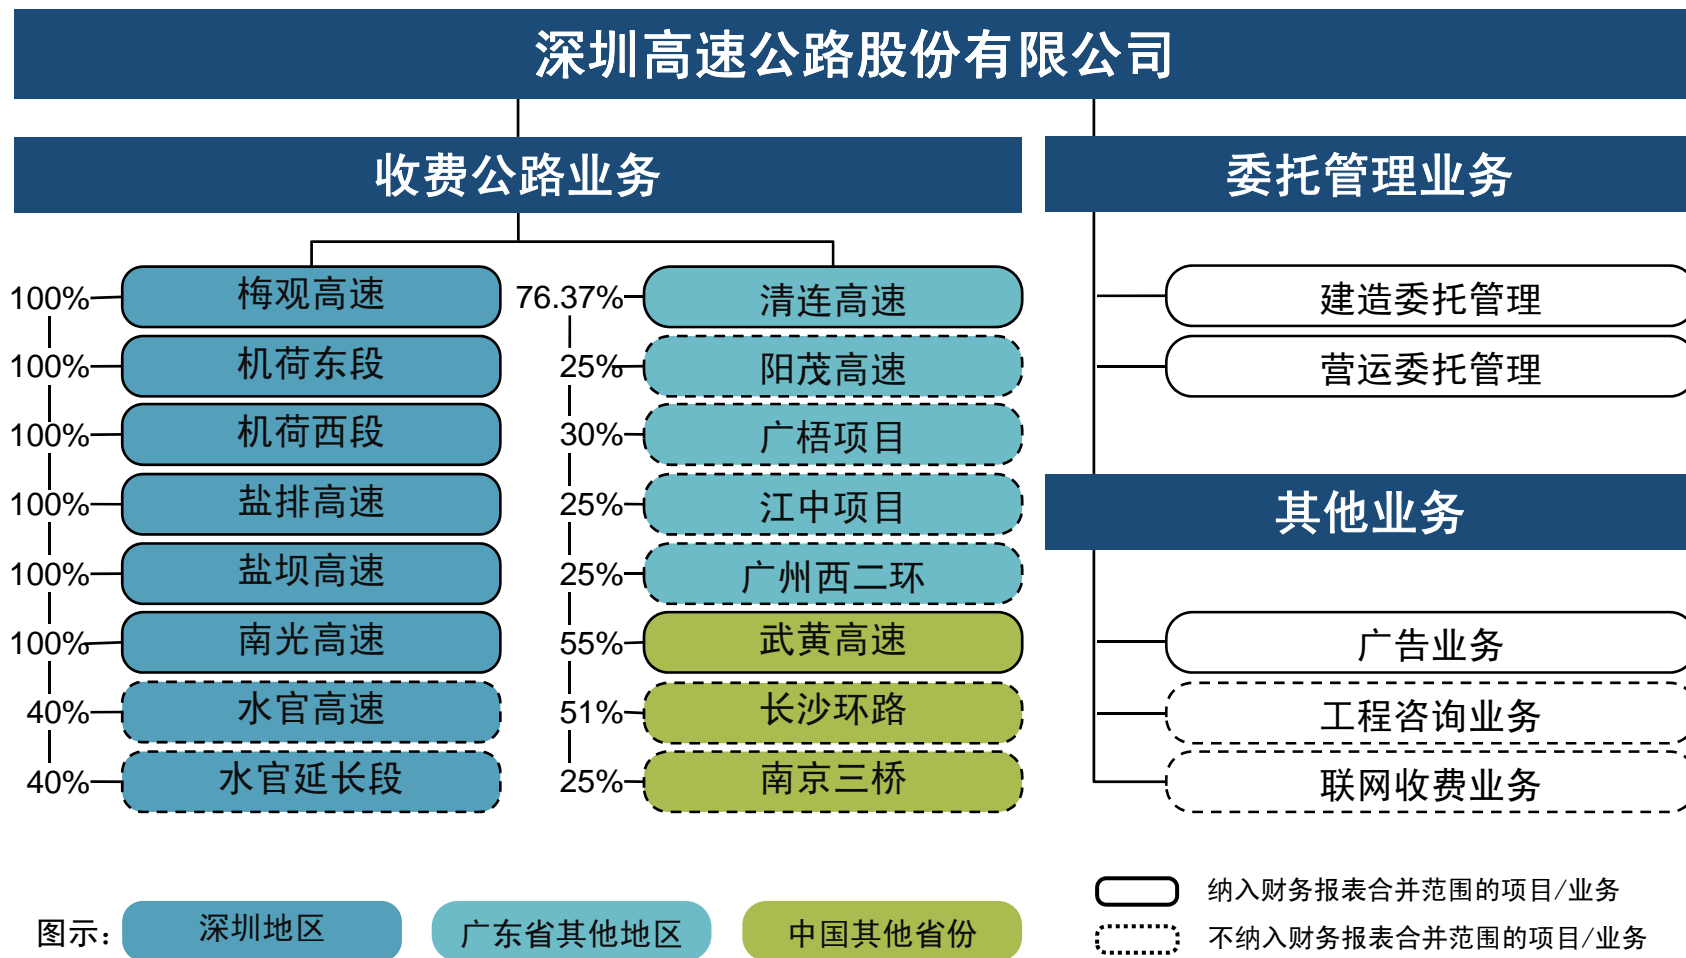 深圳高速公路股份有限公司
收费公路业务
100% 梅观高速
100% 机荷东段
100% 机荷西段
100% 盐排高速
100% 盐坝高速
100% 南光高速
40% 水官高速
40% 水官延长段
76.37% 清连高速
25% 阳茂高速
30% 广梧项目
25% 江中项目
25% 广州西二环
55% 武黄高速
51% 长沙环路
25% 南京三桥
委托管理业务
建造委托管理
营运委托管理
其他业务
广告业务
工程咨询业务
联网收费业务
图示： 深圳地区 广东省其他地区 中国其他省份
纳入财务报表合并范围的项目/业务
不纳入财务报表合并范围的项目/业务